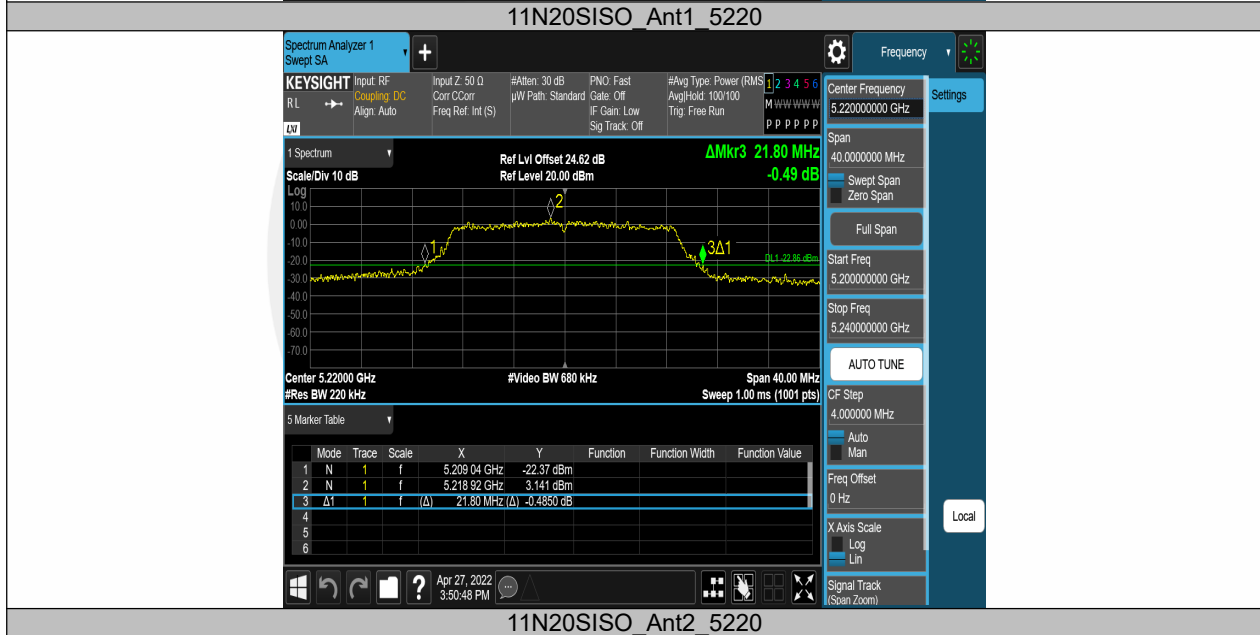 11N20SISO_Ant1_5220
Spectrum Analyzer 1
Swept SA
+
Frequency
KEYSIGHT
Input: RF
Input Z: 50 Ω
#Atten: 30 dB
PNO: Fast
#Avg Type: Power (RMS
1 2 3 4 5 6
RL
Coupling: DC
Corr CCorr
µW Path: Standard
Gate: Off
Avg|Hold: 100/100
M W W W W W
Align: Auto
Freq Ref: Int (S)
IF Gain: Low
Trig: Free Run
LXI
Sig Track: Off
P P P P P P
Center Frequency
5.220000000 GHz
Settings
1 Spectrum
Ref Lvl Offset 24.62 dB
ΔMkr3 21.80 MHz
Scale/Div 10 dB
Ref Level 20.00 dBm
-0.49 dB
Log
10.0
0.00
-10.0
-20.0
-30.0
-40.0
-50.0
-60.0
-70.0
1
2
3Δ1
DL1 -22.86 dBm
Center 5.22000 GHz
#Video BW 680 kHz
Span 40.00 MHz
#Res BW 220 kHz
Sweep 1.00 ms (1001 pts)
Span
40.0000000 MHz
Swept Span
Zero Span
Full Span
Start Freq
5.200000000 GHz
Stop Freq
5.240000000 GHz
AUTO TUNE
CF Step
4.000000 MHz
Auto
Man
Freq Offset
0 Hz
X Axis Scale
Log
Lin
Signal Track
(Span Zoom)
Local
5 Marker Table
Mode Trace Scale X Y Function Function Width Function Value
1 N 1 f 5.209 04 GHz -22.37 dBm
2 N 1 f 5.218 92 GHz 3.141 dBm
3 Δ1 1 f (Δ) 21.80 MHz (Δ) -0.4850 dB
4
5
6
?
Apr 27, 2022
3:50:48 PM
11N20SISO_Ant2_5220